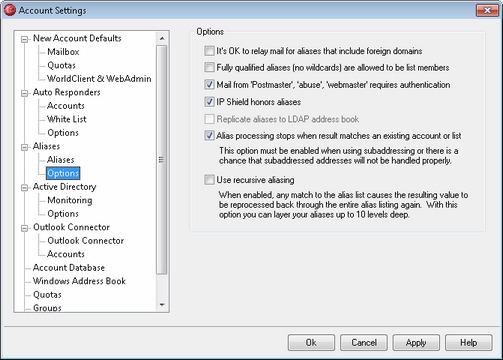 Account Settings
New Account Defaults
Mailbox
Quotas
WorldClient & WebAdmin
Auto Responders
Accounts
White List
Options
Aliases
Aliases
Options
Active Directory
Monitoring
Options
Outlook Connector
Outlook Connector
Accounts
Account Database
Windows Address Book
Quotas
Groups
Options
It's OK to relay mail for aliases that include foreign domains
Fully qualified aliases (no wildcards) are allowed to be list members
Mail from 'Postmaster', 'abuse', 'webmaster' requires authentication
IP Shield honors aliases
Replicate aliases to LDAP address book
Alias processing stops when result matches an existing account or list
This option must be enabled when using subaddressing or there is a
chance that subaddressed addresses will not be handled properly.
Use recursive aliasing
When enabled, any match to the alias list causes the resulting value to
be reprocessed back through the entire alias listing again. With this
option you can layer your aliases up to 10 levels deep.
Ok
Cancel
Apply
Help